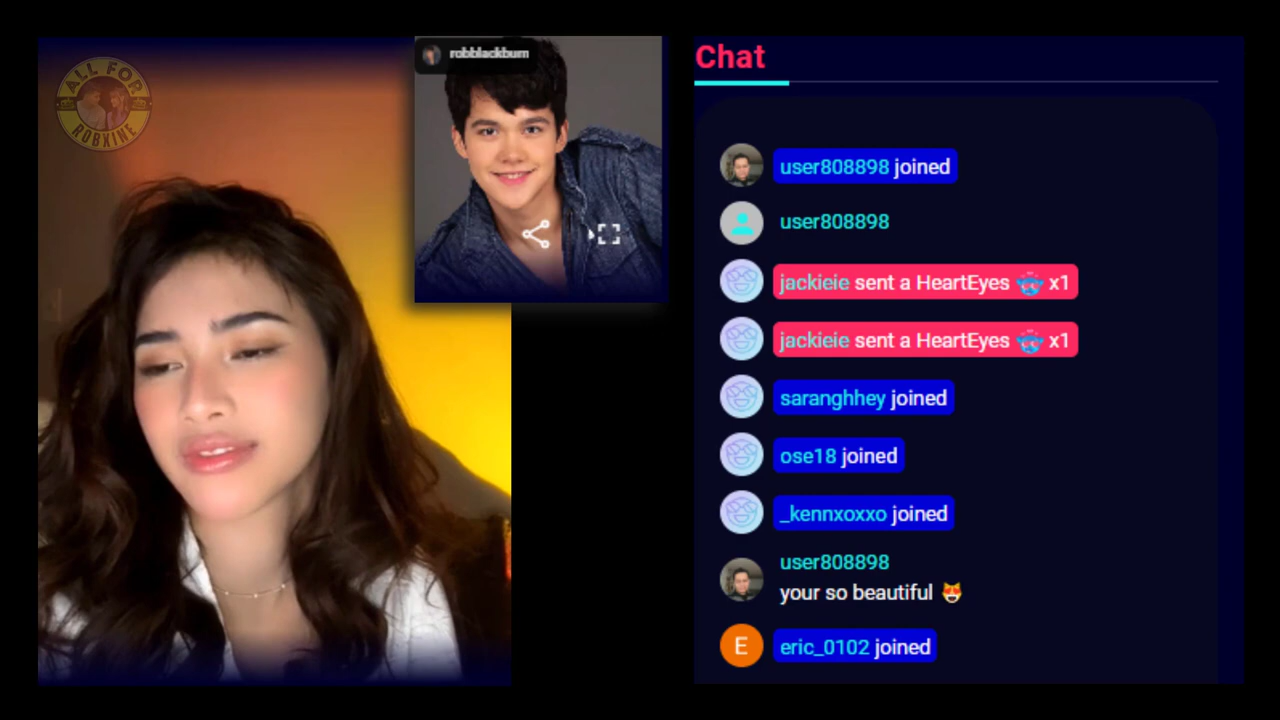 ALL FOR
ROBXINE
robblackburn
Chat
user808898 joined
user808898
jackieie sent a HeartEyes x1
jackieie sent a HeartEyes x1
saranghhey joined
ose18 joined
_kennxoxxo joined
user808898
your so beautiful 😻
E
eric_0102 joined